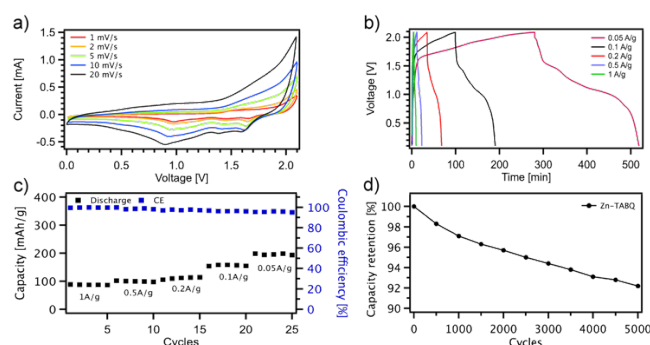 a)
1 mV/s
2 mV/s
5 mV/s
10 mV/s
20 mV/s
Current [mA]
1.5
1.0
0.5
0.0
-0.5
0.0 0.5 1.0 1.5 2.0
Voltage [V]
b)
0.05 A/g
0.1 A/g
0.2 A/g
0.5 A/g
1 A/g
Voltage [V]
2.0
1.5
1.0
0.5
0 100 200 300 400 500
Time [min]
c)
Discharge CE
Capacity [mAh/g]
400
300
200
100
0
1A/g 0.5A/g 0.2A/g 0.1A/g 0.05A/g
100
80
60
40
20
0
Coulombic efficiency [%]
5 10 15 20 25
Cycles
d)
Zn-TABQ
Capacity retention [%]
100
98
96
94
92
90
0 1000 2000 3000 4000 5000
Cycles